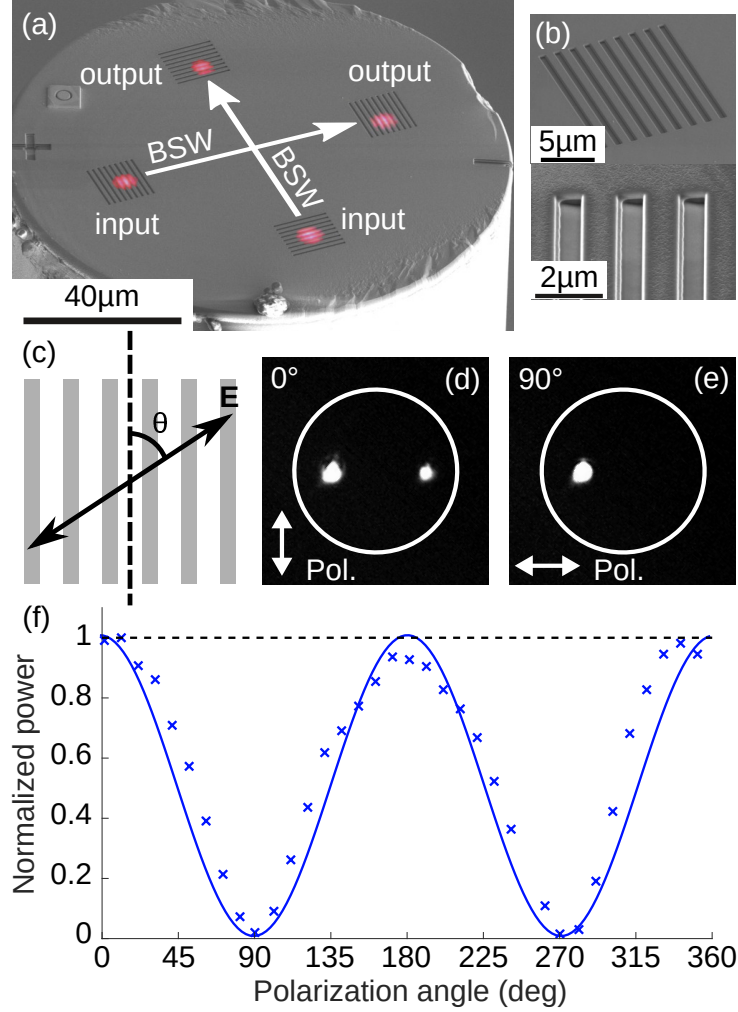 (a)
output
output
BSW
BSW
input
input
40µm
(b)
5µm
2µm
(c)
E
θ
0°
(d)
Pol.
90°
(e)
Pol.
(f)
1
0.8
0.6
0.4
0.2
0
Normalized power
0 45 90 135 180 225 270 315 360
Polarization angle (deg)